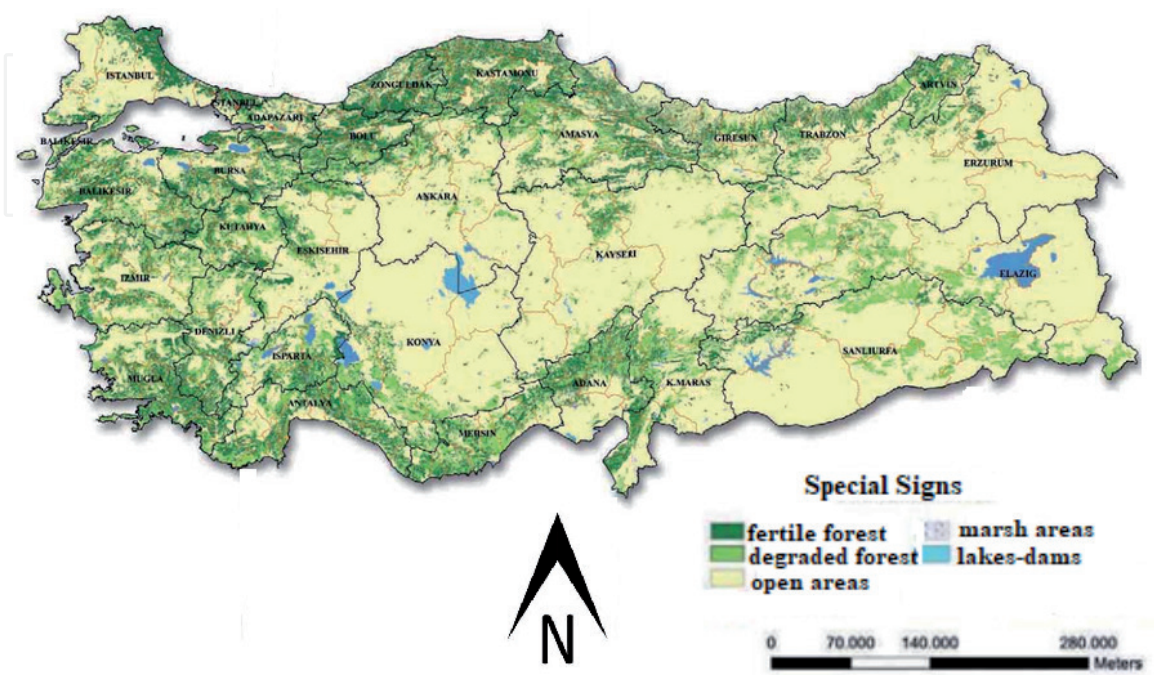 KASTAMONU
ISTANBUL
ZONGULDAK
ARTVIN
ISTANBUL
ADAPAZARI
BOLU
AMASYA
GIRESUN
TRABZON
BALIKESIR
ERZURUM
BURSA
BALIKESIR
ANKARA
KUTAHYA
ESKISEHIR
KAYSERI
IZMIR
ELAZIG
DENIZLI
KONYA
SANLIURFA
ISPARTA
MUGLA
ADANA
K.MARAS
ANTALYA
MERSIN
Special Signs
fertile forest
marsh areas
degraded forest
lakes-dams
open areas
N
0 70.000 140.000 280.000
Meters